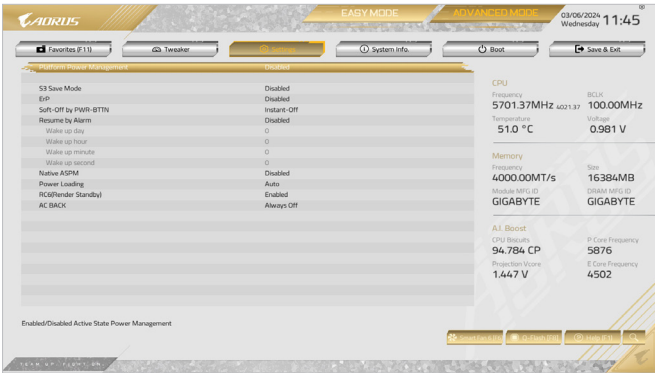 AORUS
EASY MODE
ADVANCED MODE
03/06/2024 Wednesday 11:45
Favorites (F11)
Tweaker
Settings
System Info.
Boot
Save & Exit
Platform Power Management Disabled
S3 Save Mode Disabled
ErP Disabled
Soft-Off by PWR-BTTN Instant-Off
Resume by Alarm Disabled
Wake up day 0
Wake up hour 0
Wake up minute 0
Wake up second 0
Native ASPM Disabled
Power Loading Auto
RC6(Render Standby) Enabled
AC BACK Always Off
CPU
Frequency BCLK
5701.37MHz 4021.37 100.00MHz
Temperature Voltage
51.0 °C 0.981 V
Memory
Frequency Size
4000.00MT/s 16384MB
Module MFG ID DRAM MFG ID
GIGABYTE GIGABYTE
A.I. Boost
CPU Biscuits P Core Frequency
94.784 CP 5876
Projection Vcore E Core Frequency
1.447 V 4502
Enabled/Disabled Active State Power Management
TEAM UP. FIGHT ON.